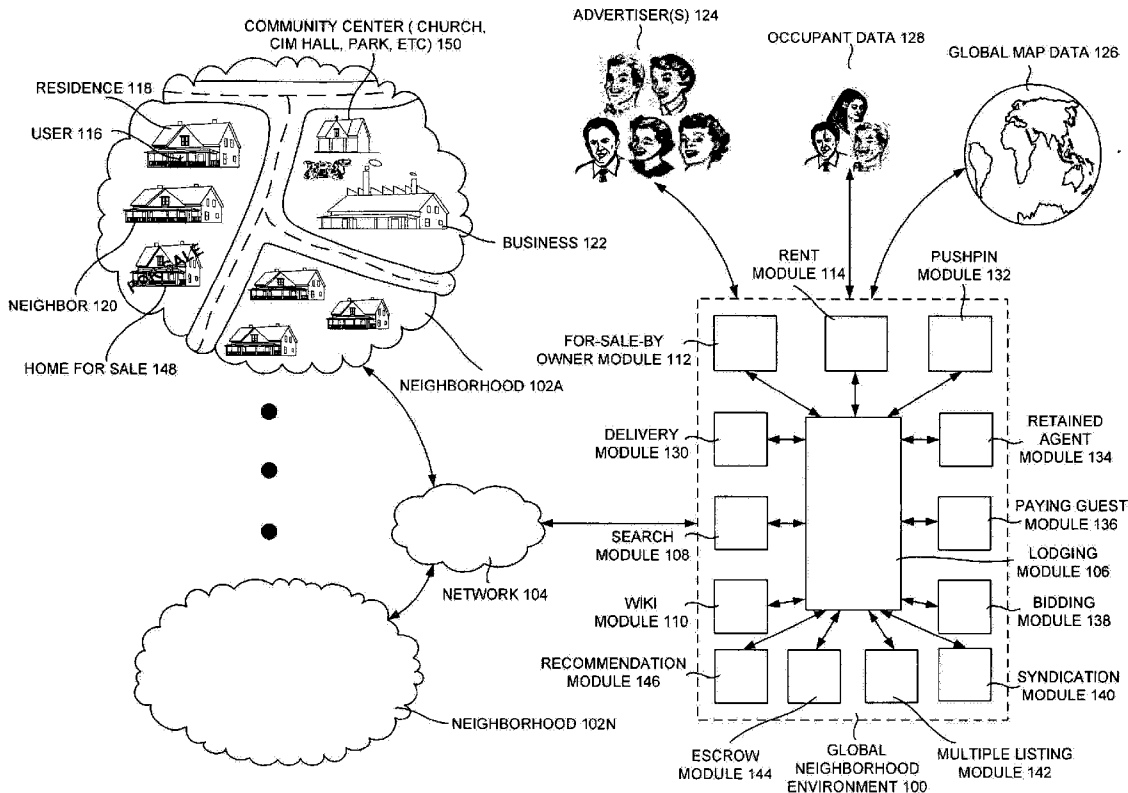 COMMUNITY CENTER ( CHURCH,
CIM HALL, PARK, ETC) 150
RESIDENCE 118
USER 116
NEIGHBOR 120
HOME FOR SALE 148
BUSINESS 122
NEIGHBORHOOD 102A
ADVERTISER(S) 124
OCCUPANT DATA 128
GLOBAL MAP DATA 126
RENT
MODULE 114
PUSHPIN
MODULE 132
FOR-SALE-BY
OWNER MODULE 112
DELIVERY
MODULE 130
RETAINED
AGENT
MODULE 134
SEARCH
MODULE 108
PAYING GUEST
MODULE 136
LODGING
MODULE 106
NETWORK 104
WIKI
MODULE 110
BIDDING
MODULE 138
RECOMMENDATION
MODULE 146
SYNDICATION
MODULE 140
NEIGHBORHOOD 102N
ESCROW
MODULE 144
GLOBAL
NEIGHBORHOOD
ENVIRONMENT 100
MULTIPLE LISTING
MODULE 142